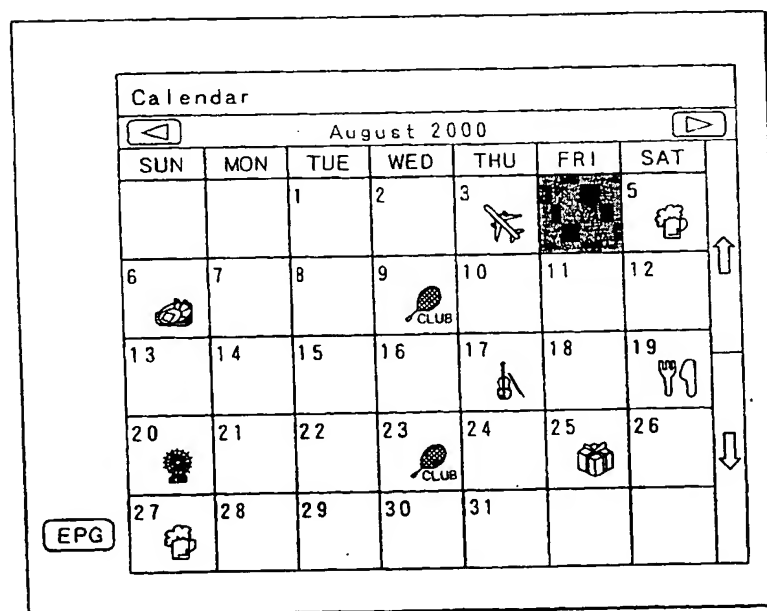 Calendar
August 2000
SUN MON TUE WED THU FRI SAT
1 2 3 5
6 7 8 9 10 11 12
CLUB
13 14 15 16 17 18 19
20 21 22 23 24 25 26
CLUB
27 28 29 30 31
EPG